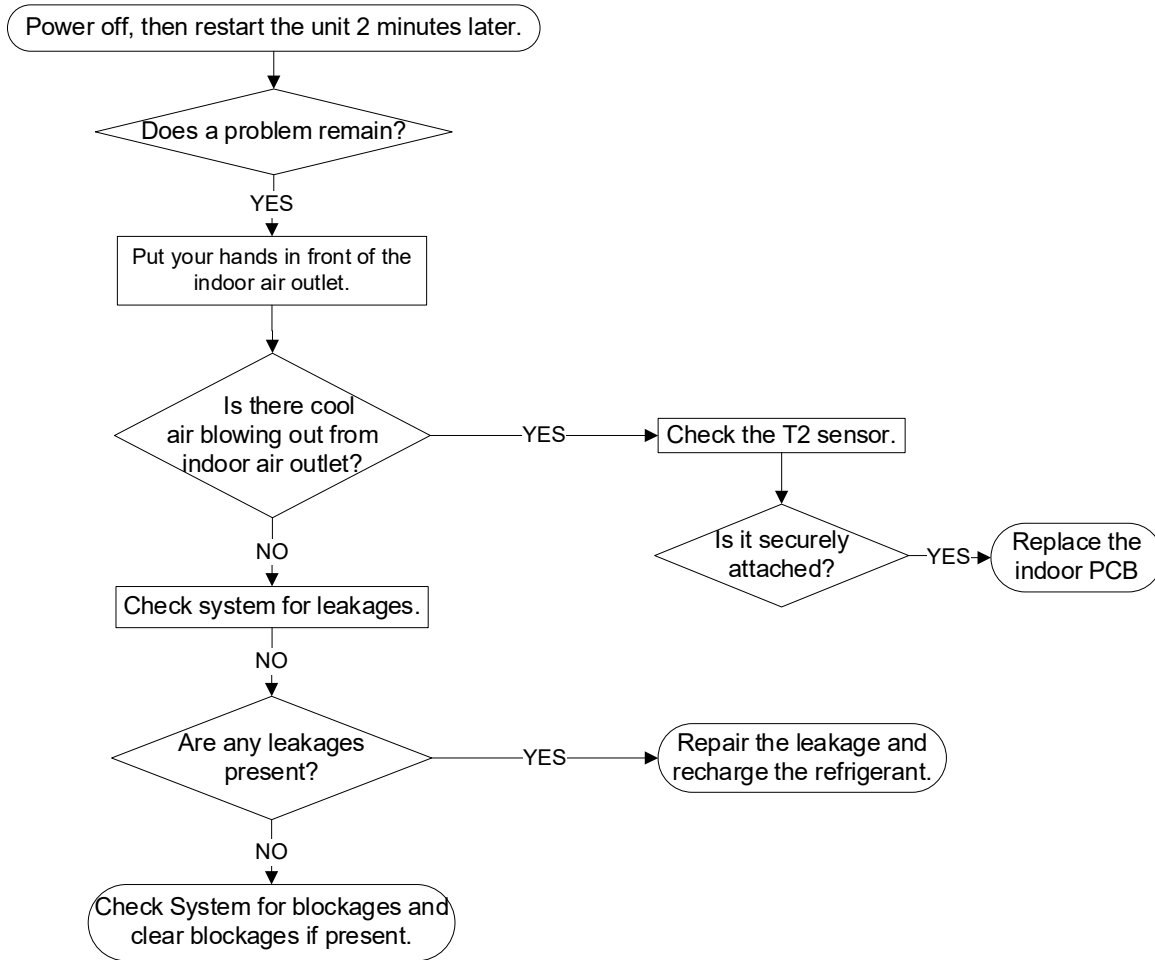 Power off, then restart the unit 2 minutes later.
Does a problem remain?
YES
Put your hands in front of the
indoor air outlet.
Is there cool
air blowing out from
indoor air outlet?
YES
Check the T2 sensor.
Is it securely
attached?
YES
Replace the
indoor PCB
NO
Check system for leakages.
NO
Are any leakages
present?
YES
Repair the leakage and
recharge the refrigerant.
NO
Check System for blockages and
clear blockages if present.